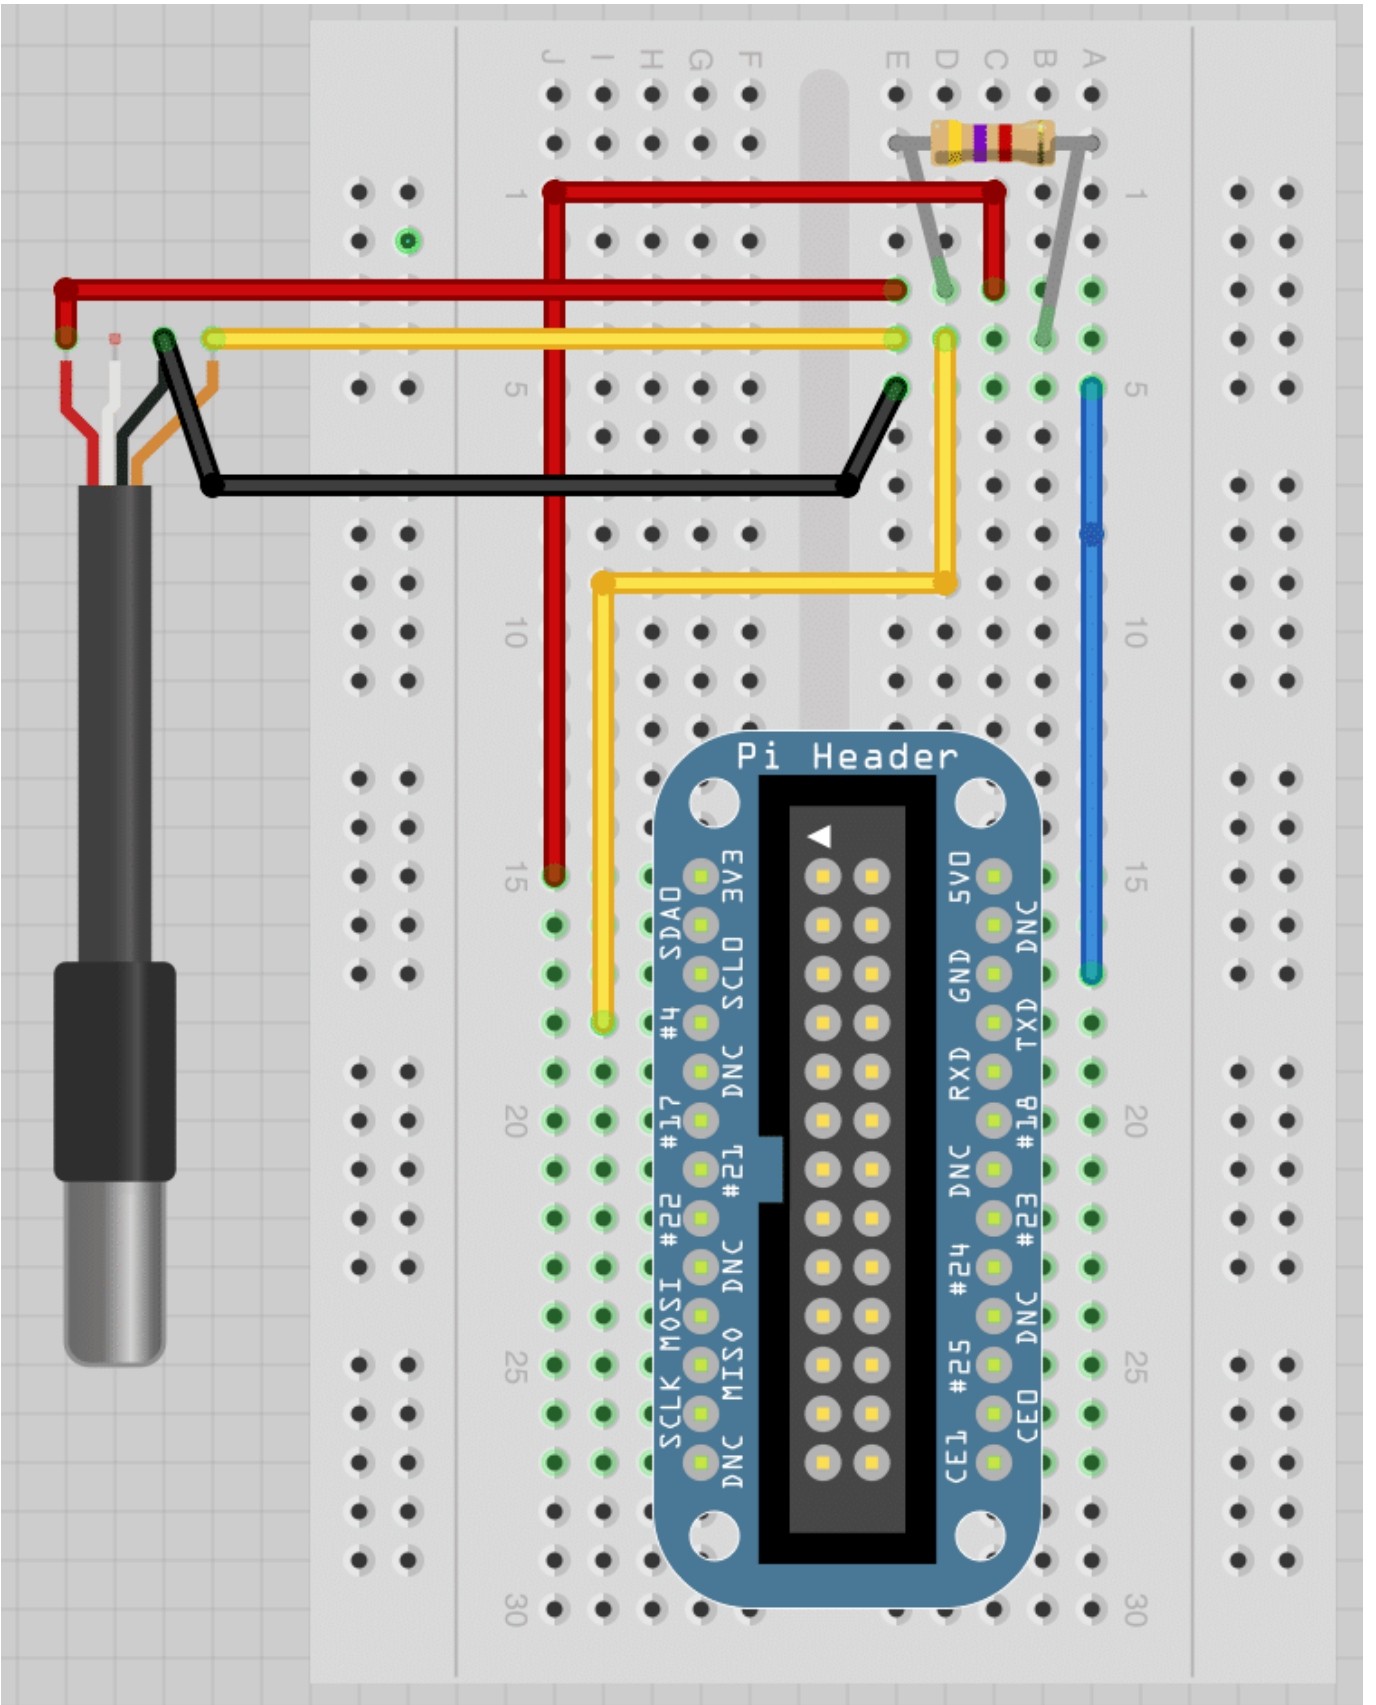 J I H G F E D C B A
1 1
5 5
10 10
Pi Header
15 3V3 5V0 15
SDA0 DNC
SCL0 GND
#4 TXD
DNC RXD
20 #17 #18 20
#21 DNC
#22 #23
DNC #24
MOSI DNC
25 MISO #25 25
SCLK CE0
DNC CE1
30 30